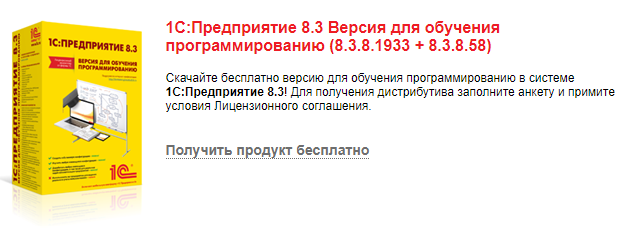 1С:Предприятие 8.3 Версия для обучения
программированию (8.3.8.1933 + 8.3.8.58)
Скачайте бесплатно версию для обучения программированию в системе
1С:Предприятие 8.3! Для получения дистрибутива заполните анкету и примите
условия Лицензионного соглашения.
Получить продукт бесплатно
1С:ПРЕДПРИЯТИЕ 8.3
ВЕРСИЯ ДЛЯ ОБУЧЕНИЯ
ПРОГРАММИРОВАНИЮ
1С:ПРЕДПРИЯТИЕ 8.3
1С